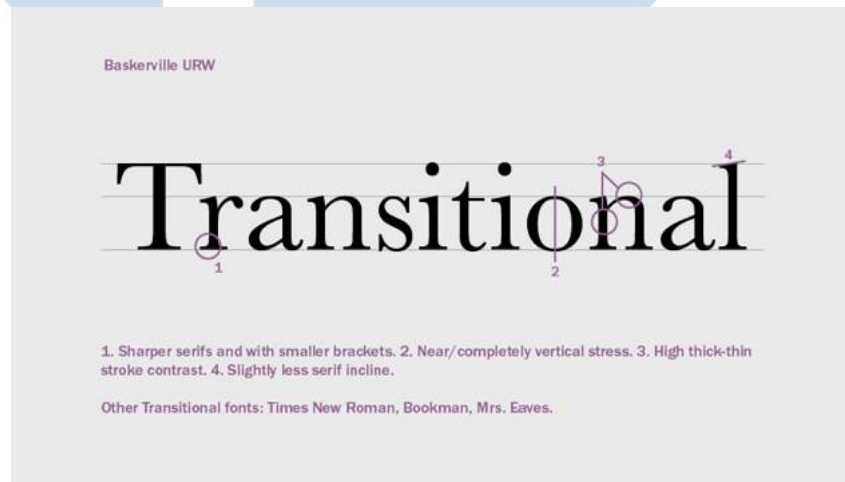 Baskerville URW
3
4
Transitional
1
2
1. Sharper serifs and with smaller brackets. 2. Near/completely vertical stress. 3. High thick-thin
stroke contrast. 4. Slightly less serif incline.
Other Transitional fonts: Times New Roman, Bookman, Mrs. Eaves.